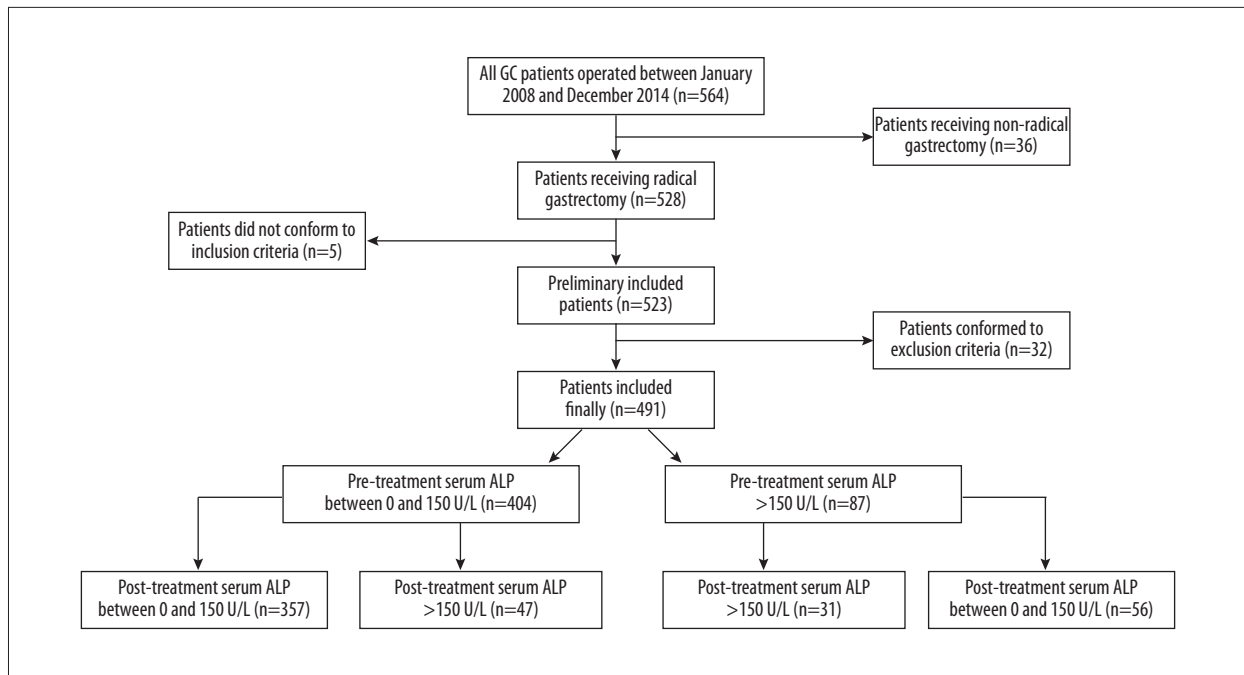 All GC patients operated between January
2008 and December 2014 (n=564)
Patients receiving non-radical
gastrectomy (n=36)
Patients receiving radical
gastrectomy (n=528)
Patients did not conform to
inclusion criteria (n=5)
Preliminary included
patients (n=523)
Patients conformed to
exclusion criteria (n=32)
Patients included
finally (n=491)
Pre-treatment serum ALP
between 0 and 150 U/L (n=404)
Pre-treatment serum ALP
>150 U/L (n=87)
Post-treatment serum ALP
between 0 and 150 U/L (n=357)
Post-treatment serum ALP
>150 U/L (n=47)
Post-treatment serum ALP
>150 U/L (n=31)
Post-treatment serum ALP
between 0 and 150 U/L (n=56)